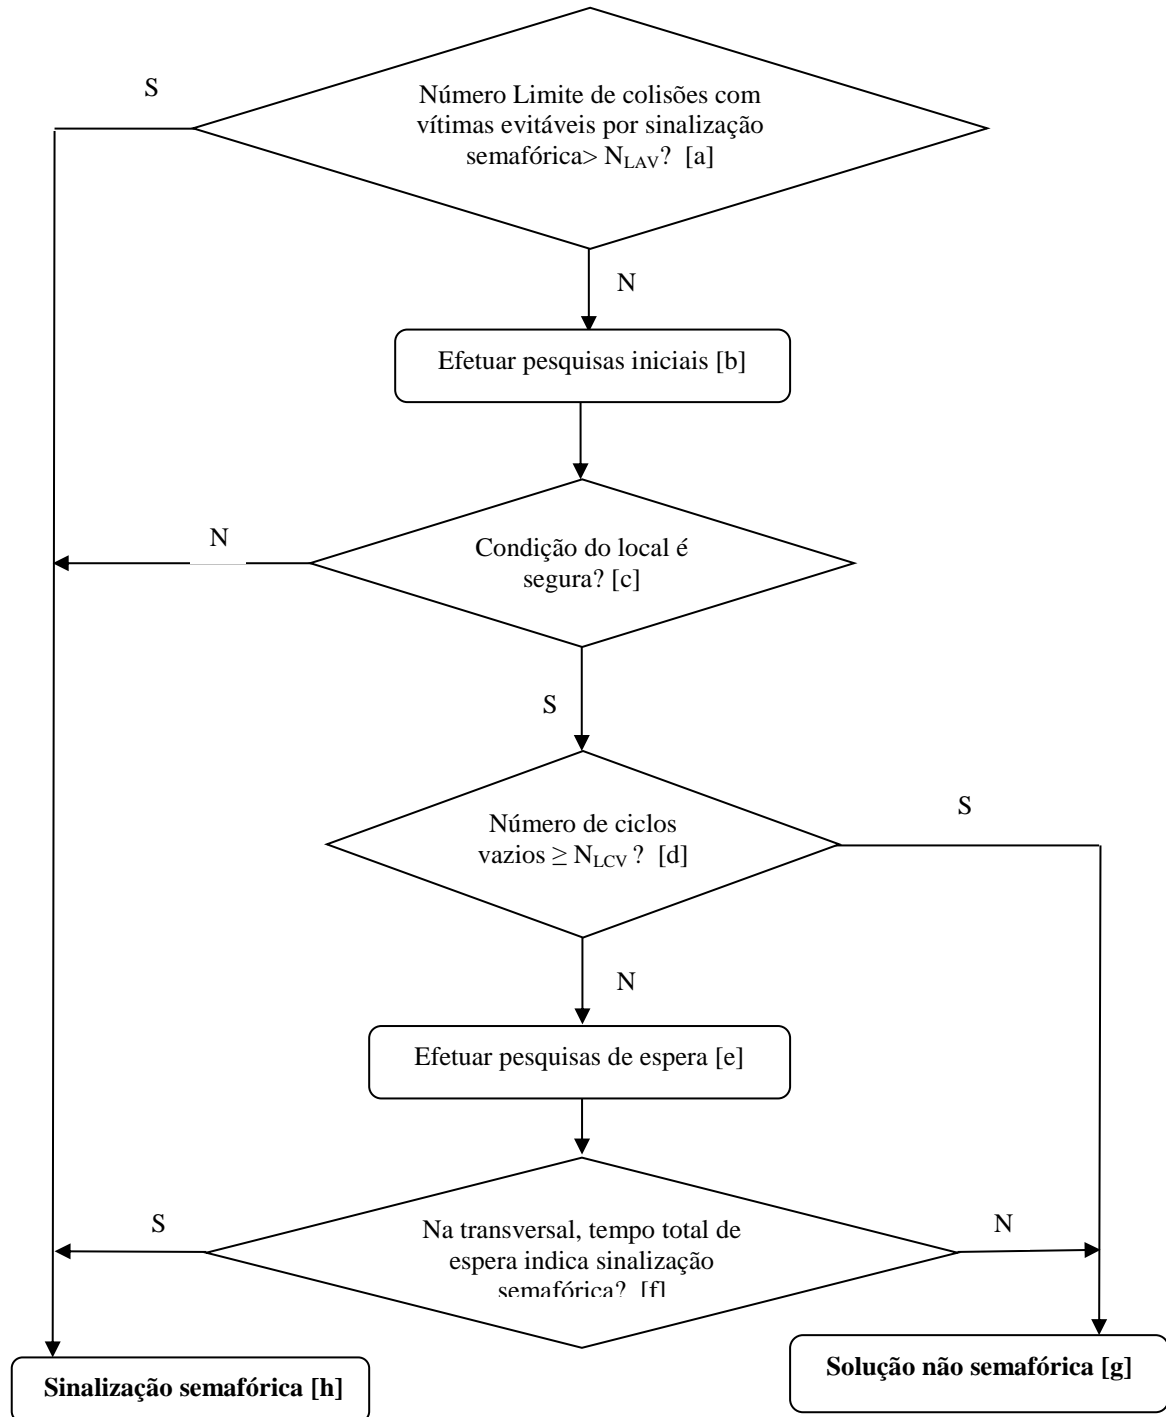 S
Número Limite de colisões com
vítimas evitáveis por sinalização
semafórica> NLAV? [a]
N
Efetuar pesquisas iniciais [b]
N
Condição do local é
segura? [c]
S
Número de ciclos
vazios ≥ NLCV ? [d]
S
N
Efetuar pesquisas de espera [e]
S
Na transversal, tempo total de
espera indica sinalização
semafórica? [f]
N
Sinalização semafórica [h]
Solução não semafórica [g]